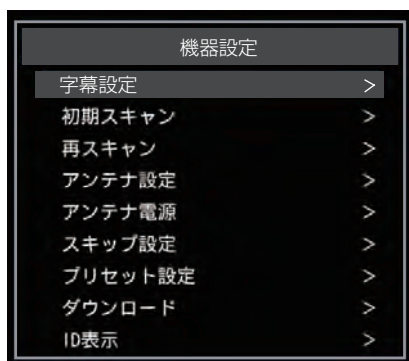 機器設定
字幕設定 >
初期スキャン >
再スキャン >
アンテナ設定 >
アンテナ電源 >
スキップ設定 >
プリセット設定 >
ダウンロード >
ID表示 >